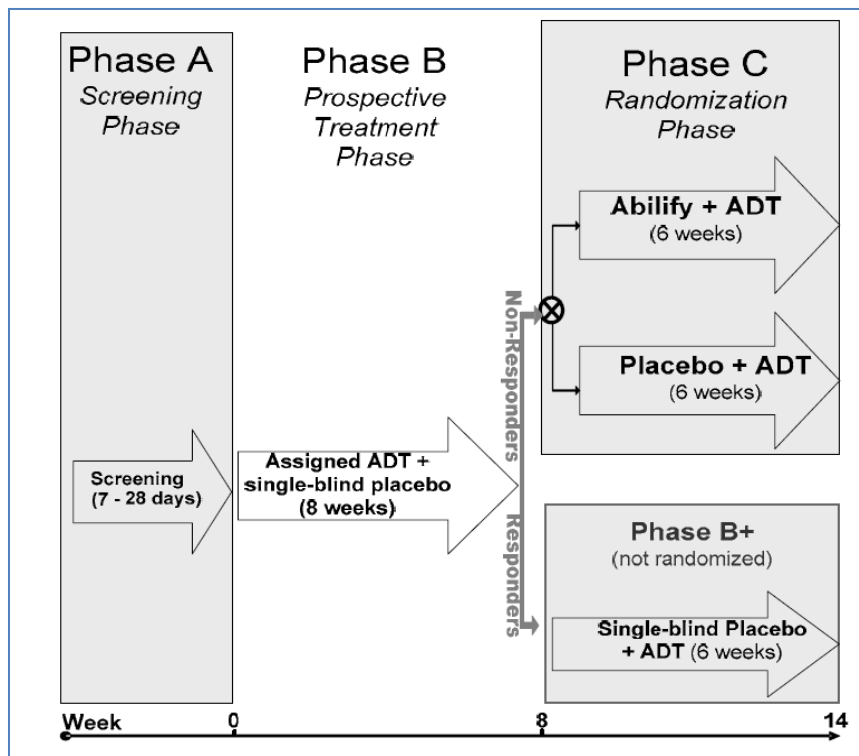 Phase A
Screening
Phase
Screening
(7 - 28 days)
Phase B
Prospective
Treatment
Phase
Assigned ADT +
single-blind placebo
(8 weeks)
Non-Responders
Responders
Phase C
Randomization
Phase
Abilify + ADT
(6 weeks)
Placebo + ADT
(6 weeks)
Phase B+
(not randomized)
Single-blind Placebo
+ ADT (6 weeks)
Week 0 8 14